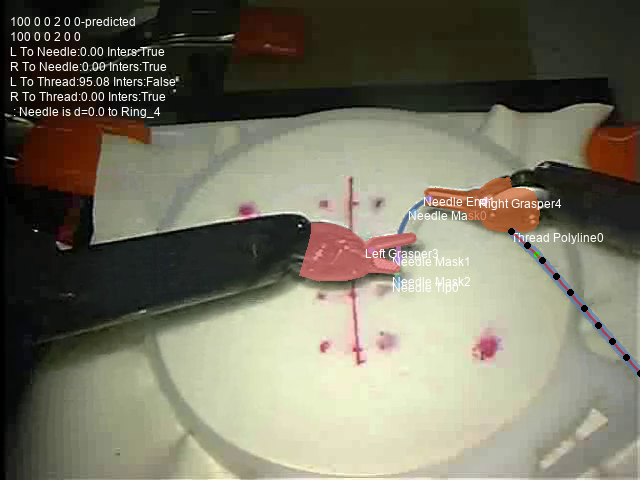 100 0 0 2 0 0-predicted
100 0 0 2 0 0
L To Needle:0.00 Inters:True
R To Needle:0.00 Inters:True
L To Thread:95.08 Inters:False
R To Thread:0.00 Inters:True
: Needle is d=0.0 to Ring_4
Needle End
Right Grasper4
Needle Mask0
Thread Polyline0
Left Grasper3
Needle Mask1
Needle Mask2
Needle Tip0